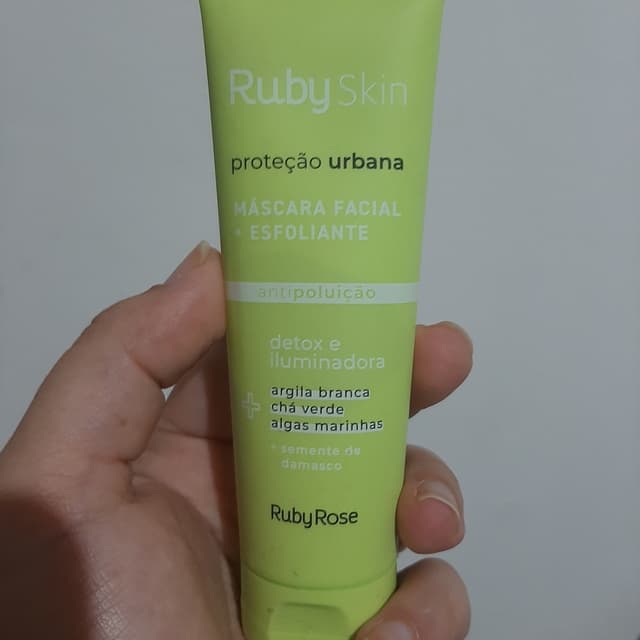 Ruby Skin
proteção urbana
MÁSCARA FACIAL
+ ESFOLIANTE
antipoluição
detox e
iluminadora
+ argila branca
chá verde
algas marinhas
+ semente de
damasco
RubyRose